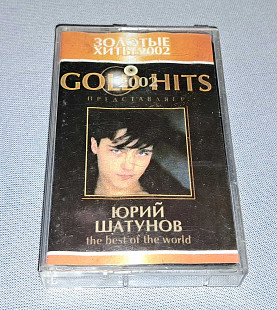 ЗОЛОТЫЕ
ХИТЫ 2002
GOLD HITS
ПРЕДСТАВЛЯЕТ
ЮРИЙ
ШАТУНОВ
the best of the world